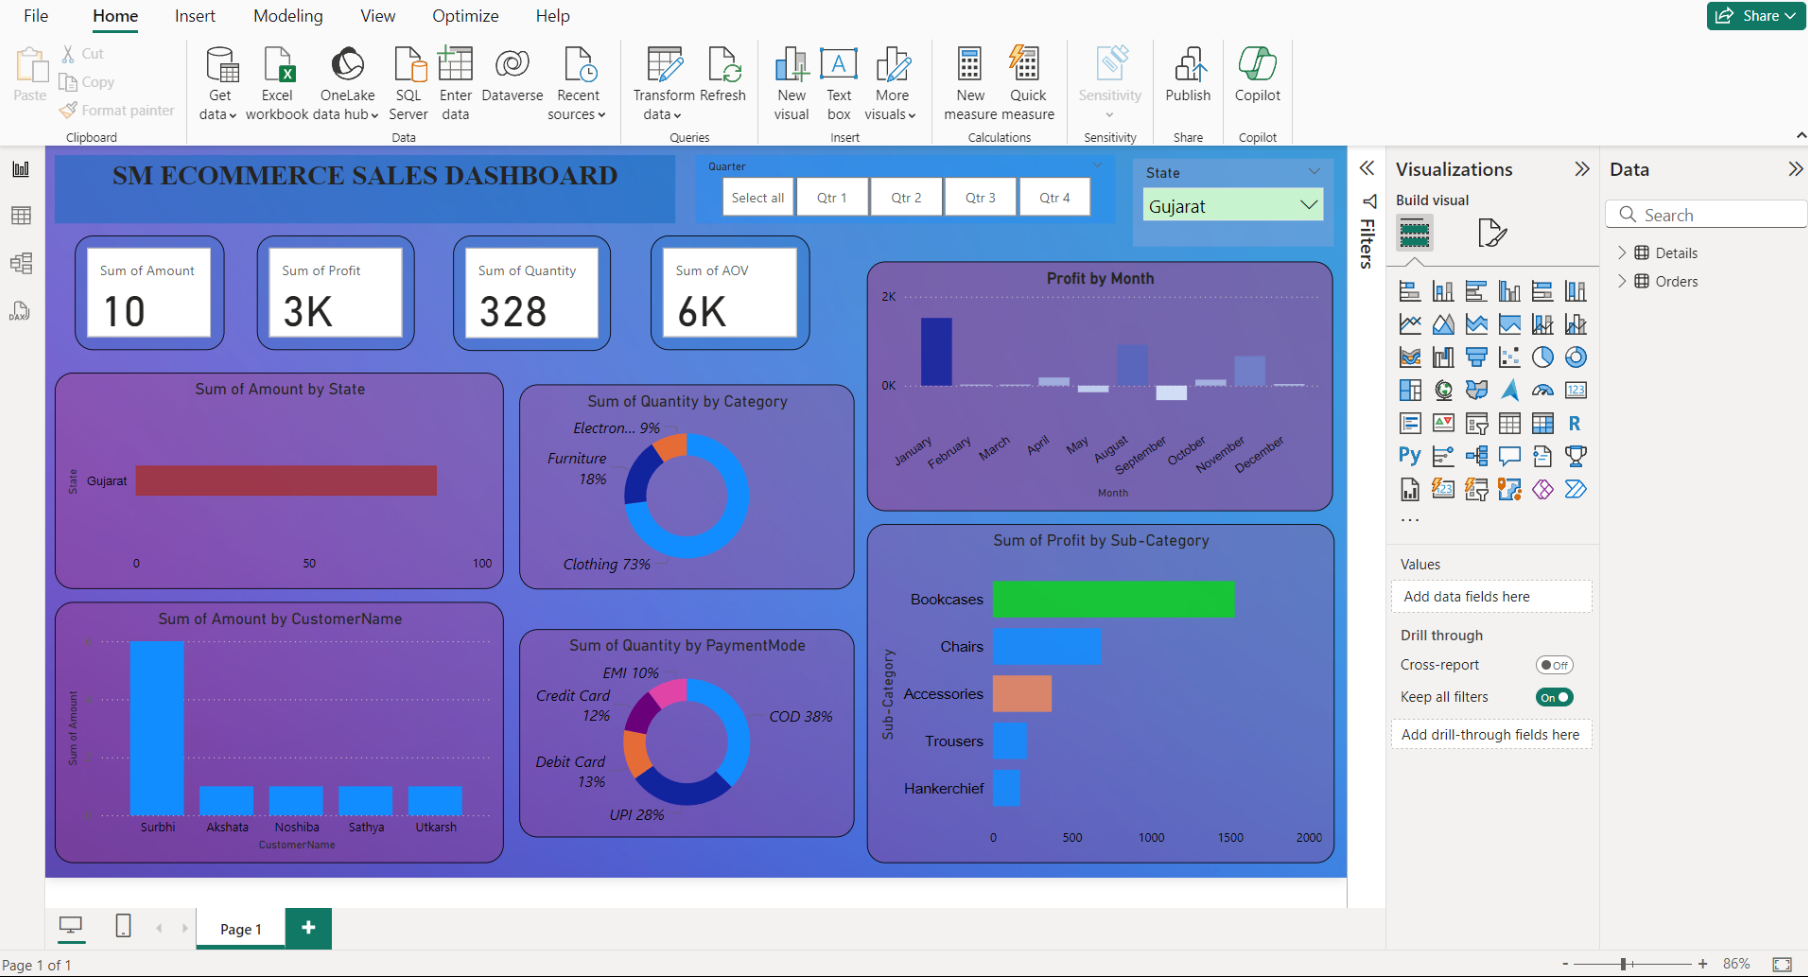 File Home Insert Modeling View Optimize Help
Share
Paste
Cut
Copy
Format painter
Clipboard
Get data
Excel workbook
OneLake data hub
SQL Server
Enter data
Dataverse
Recent sources
Data
Transform data
Refresh
Queries
New visual
Text box
More visuals
Insert
New measure
Quick measure
Calculations
Sensitivity
Sensitivity
Publish
Share
Copilot
Copilot
DAX
SM ECOMMERCE SALES DASHBOARD
Quarter
Select all Qtr 1 Qtr 2 Qtr 3 Qtr 4
State
Gujarat
Sum of Amount
10
Sum of Profit
3K
Sum of Quantity
328
Sum of AOV
6K
Sum of Amount by State
State
Gujarat
0 50 100
Sum of Quantity by Category
Electron... 9%
Furniture
18%
Clothing 73%
Profit by Month
2K
0K
January February March April May August September October November December
Month
Sum of Amount by CustomerName
Sum of Amount
Surbhi Akshata Noshiba Sathya Utkarsh
CustomerName
Sum of Quantity by PaymentMode
EMI 10%
Credit Card
12%
COD 38%
Debit Card
13%
UPI 28%
Sum of Profit by Sub-Category
Sub-Category
Bookcases
Chairs
Accessories
Trousers
Hankerchief
0 500 1000 1500 2000
Filters
Visualizations
Build visual
123
R
Py
123
...
Values
Add data fields here
Drill through
Cross-report
Off
Keep all filters
On
Add drill-through fields here
Data
Search
Details
Orders
Page 1
+
Page 1 of 1
- + 86%